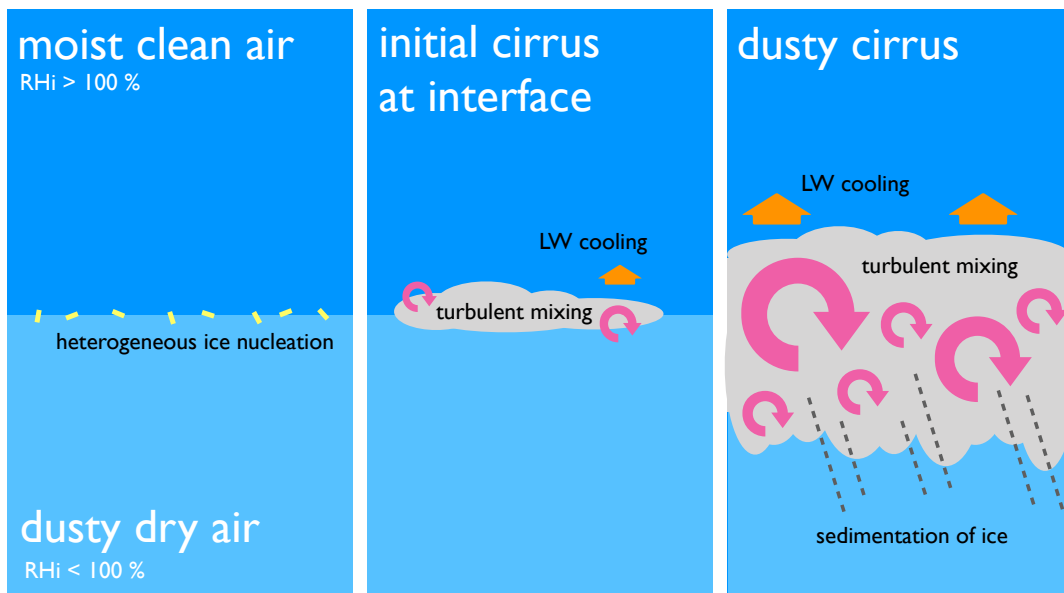 moist clean air
RHi > 100 %
heterogeneous ice nucleation
dusty dry air
RHi < 100 %
initial cirrus
at interface
LW cooling
turbulent mixing
dusty cirrus
LW cooling
turbulent mixing
sedimentation of ice